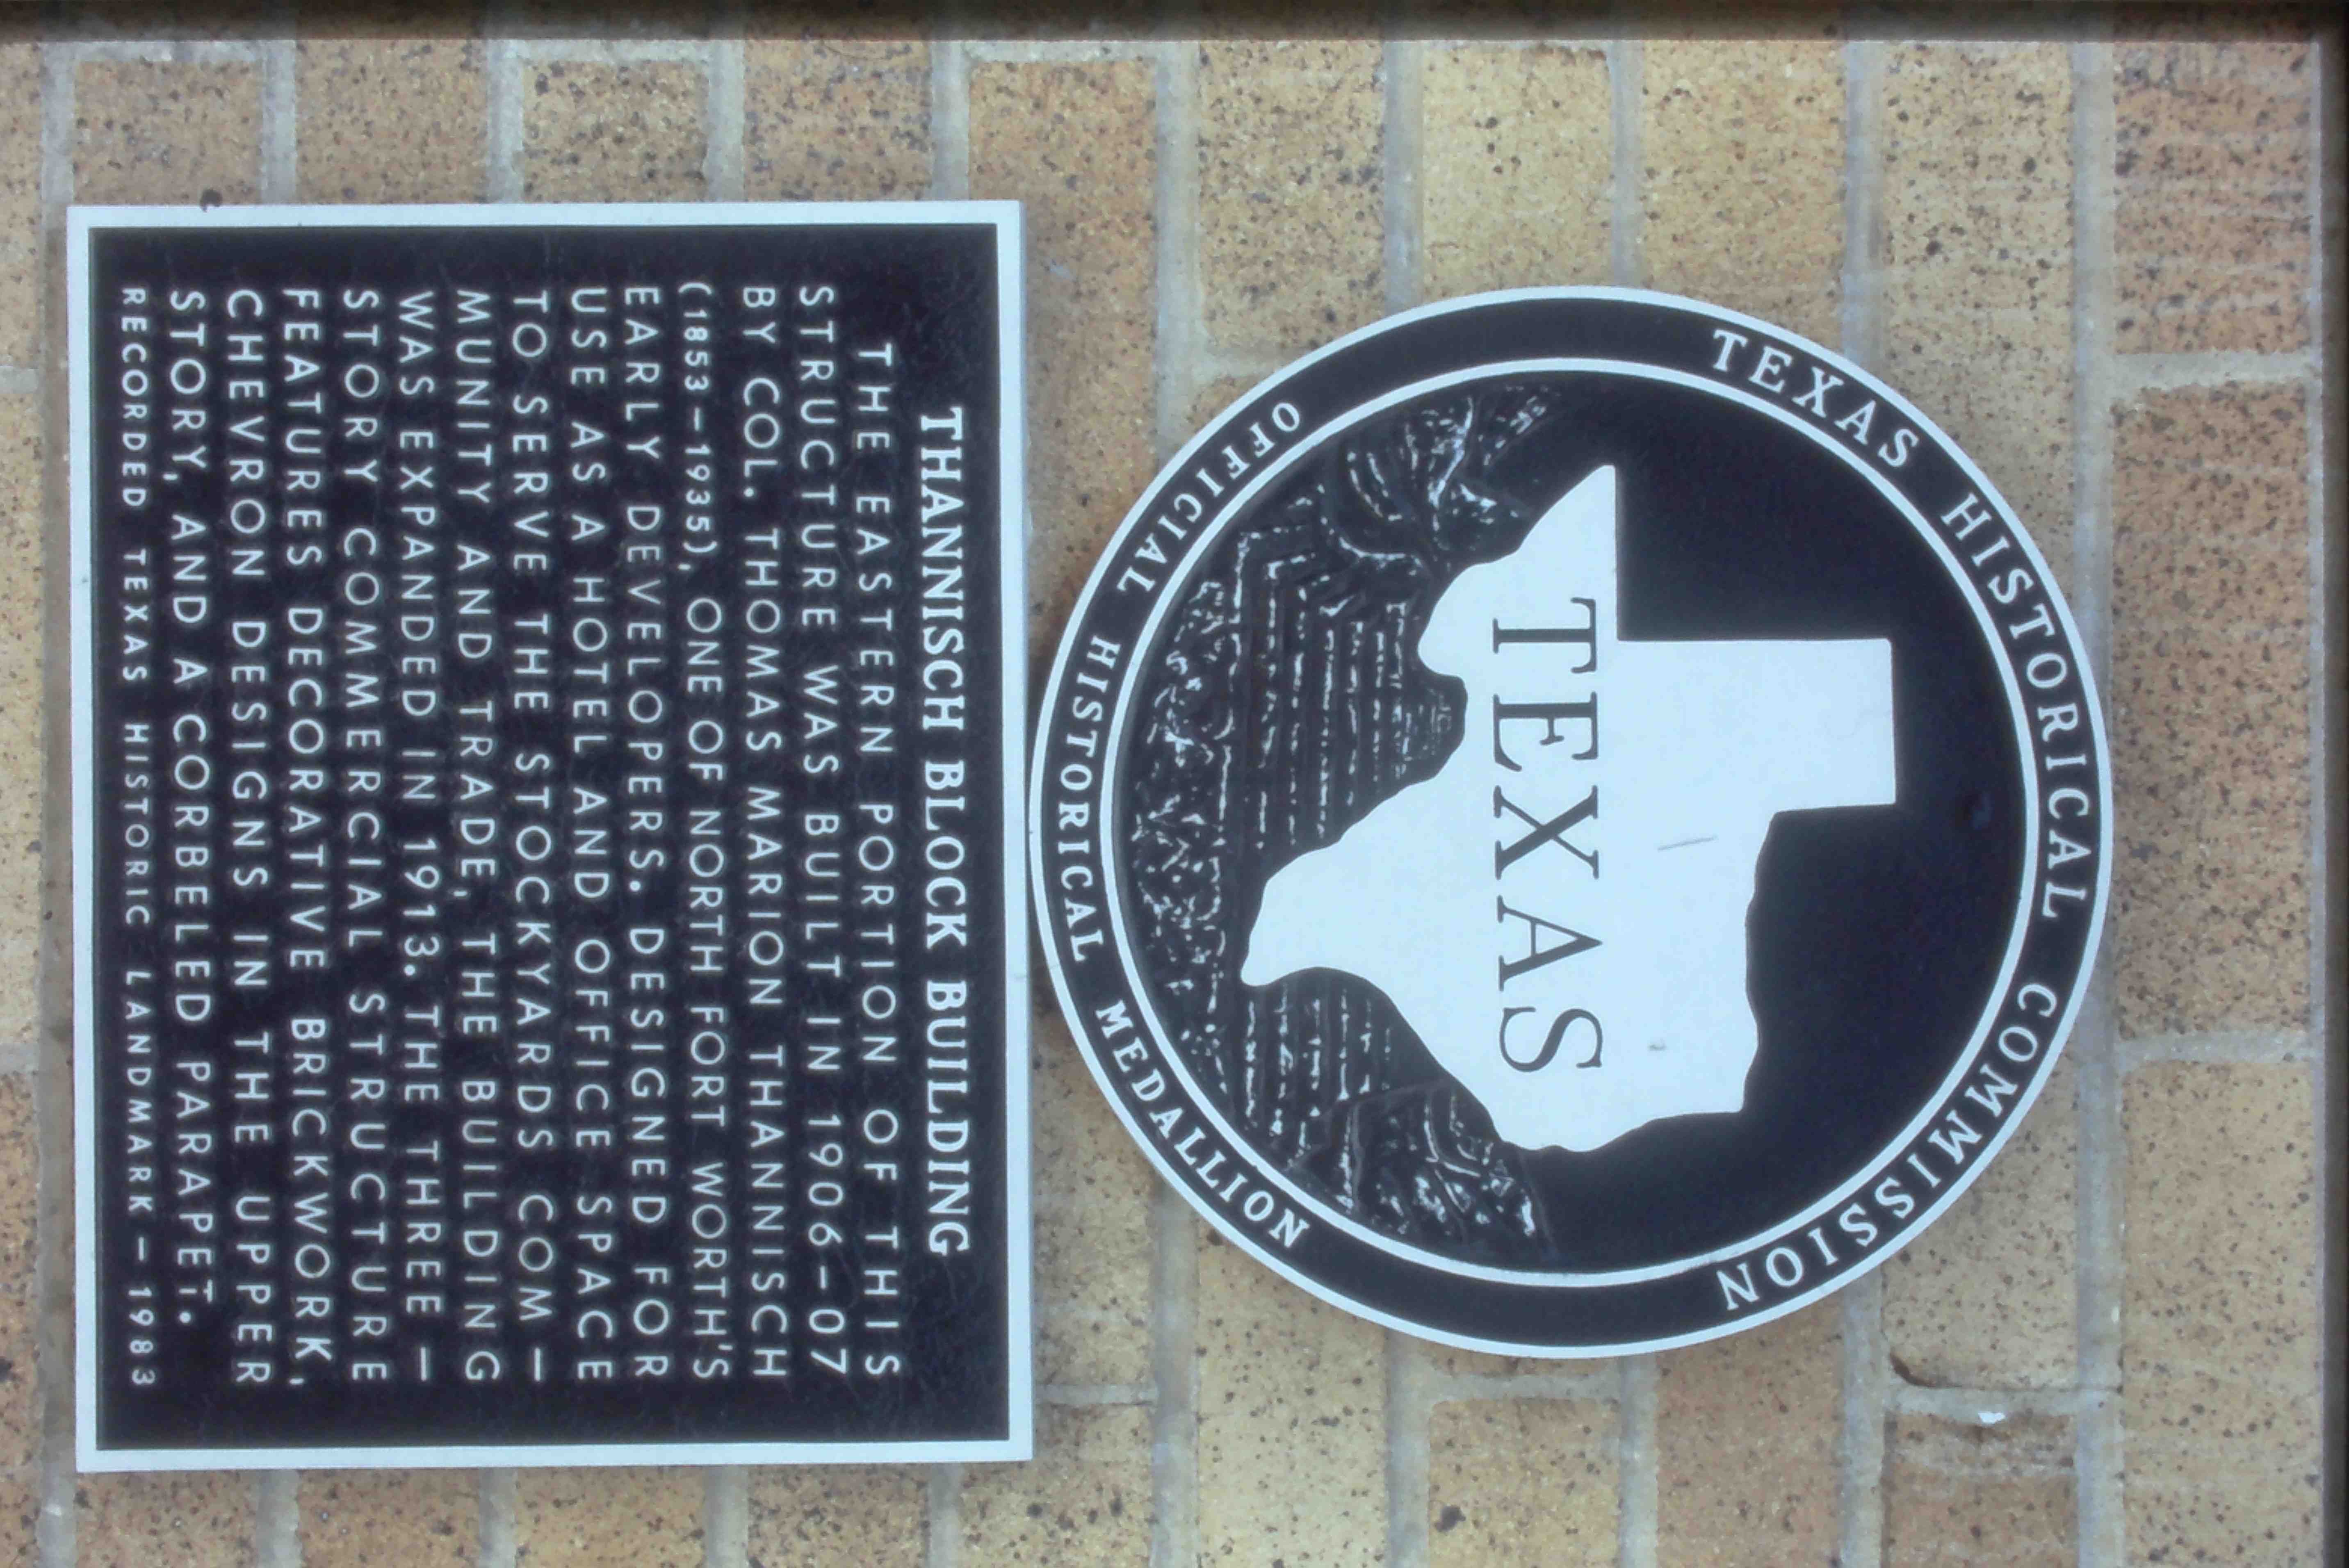 TEXAS HISTORICAL COMMISSION
TEXAS
OFFICIAL HISTORICAL MEDALLION
THANNISCH BLOCK BUILDING
THE EASTERN PORTION OF THIS
STRUCTURE WAS BUILT IN 1906-07
BY COL. THOMAS MARION THANNISCH
(1853-1935), ONE OF NORTH FORT WORTH'S
EARLY DEVELOPERS. DESIGNED FOR
USE AS A HOTEL AND OFFICE SPACE
TO SERVE THE STOCKYARDS COM-
MUNITY AND TRADE, THE BUILDING
WAS EXPANDED IN 1913. THE THREE-
STORY COMMERCIAL STRUCTURE
FEATURES DECORATIVE BRICKWORK,
CHEVRON DESIGNS IN THE UPPER
STORY, AND A CORBELED PARAPET.
RECORDED TEXAS HISTORIC LANDMARK - 1983